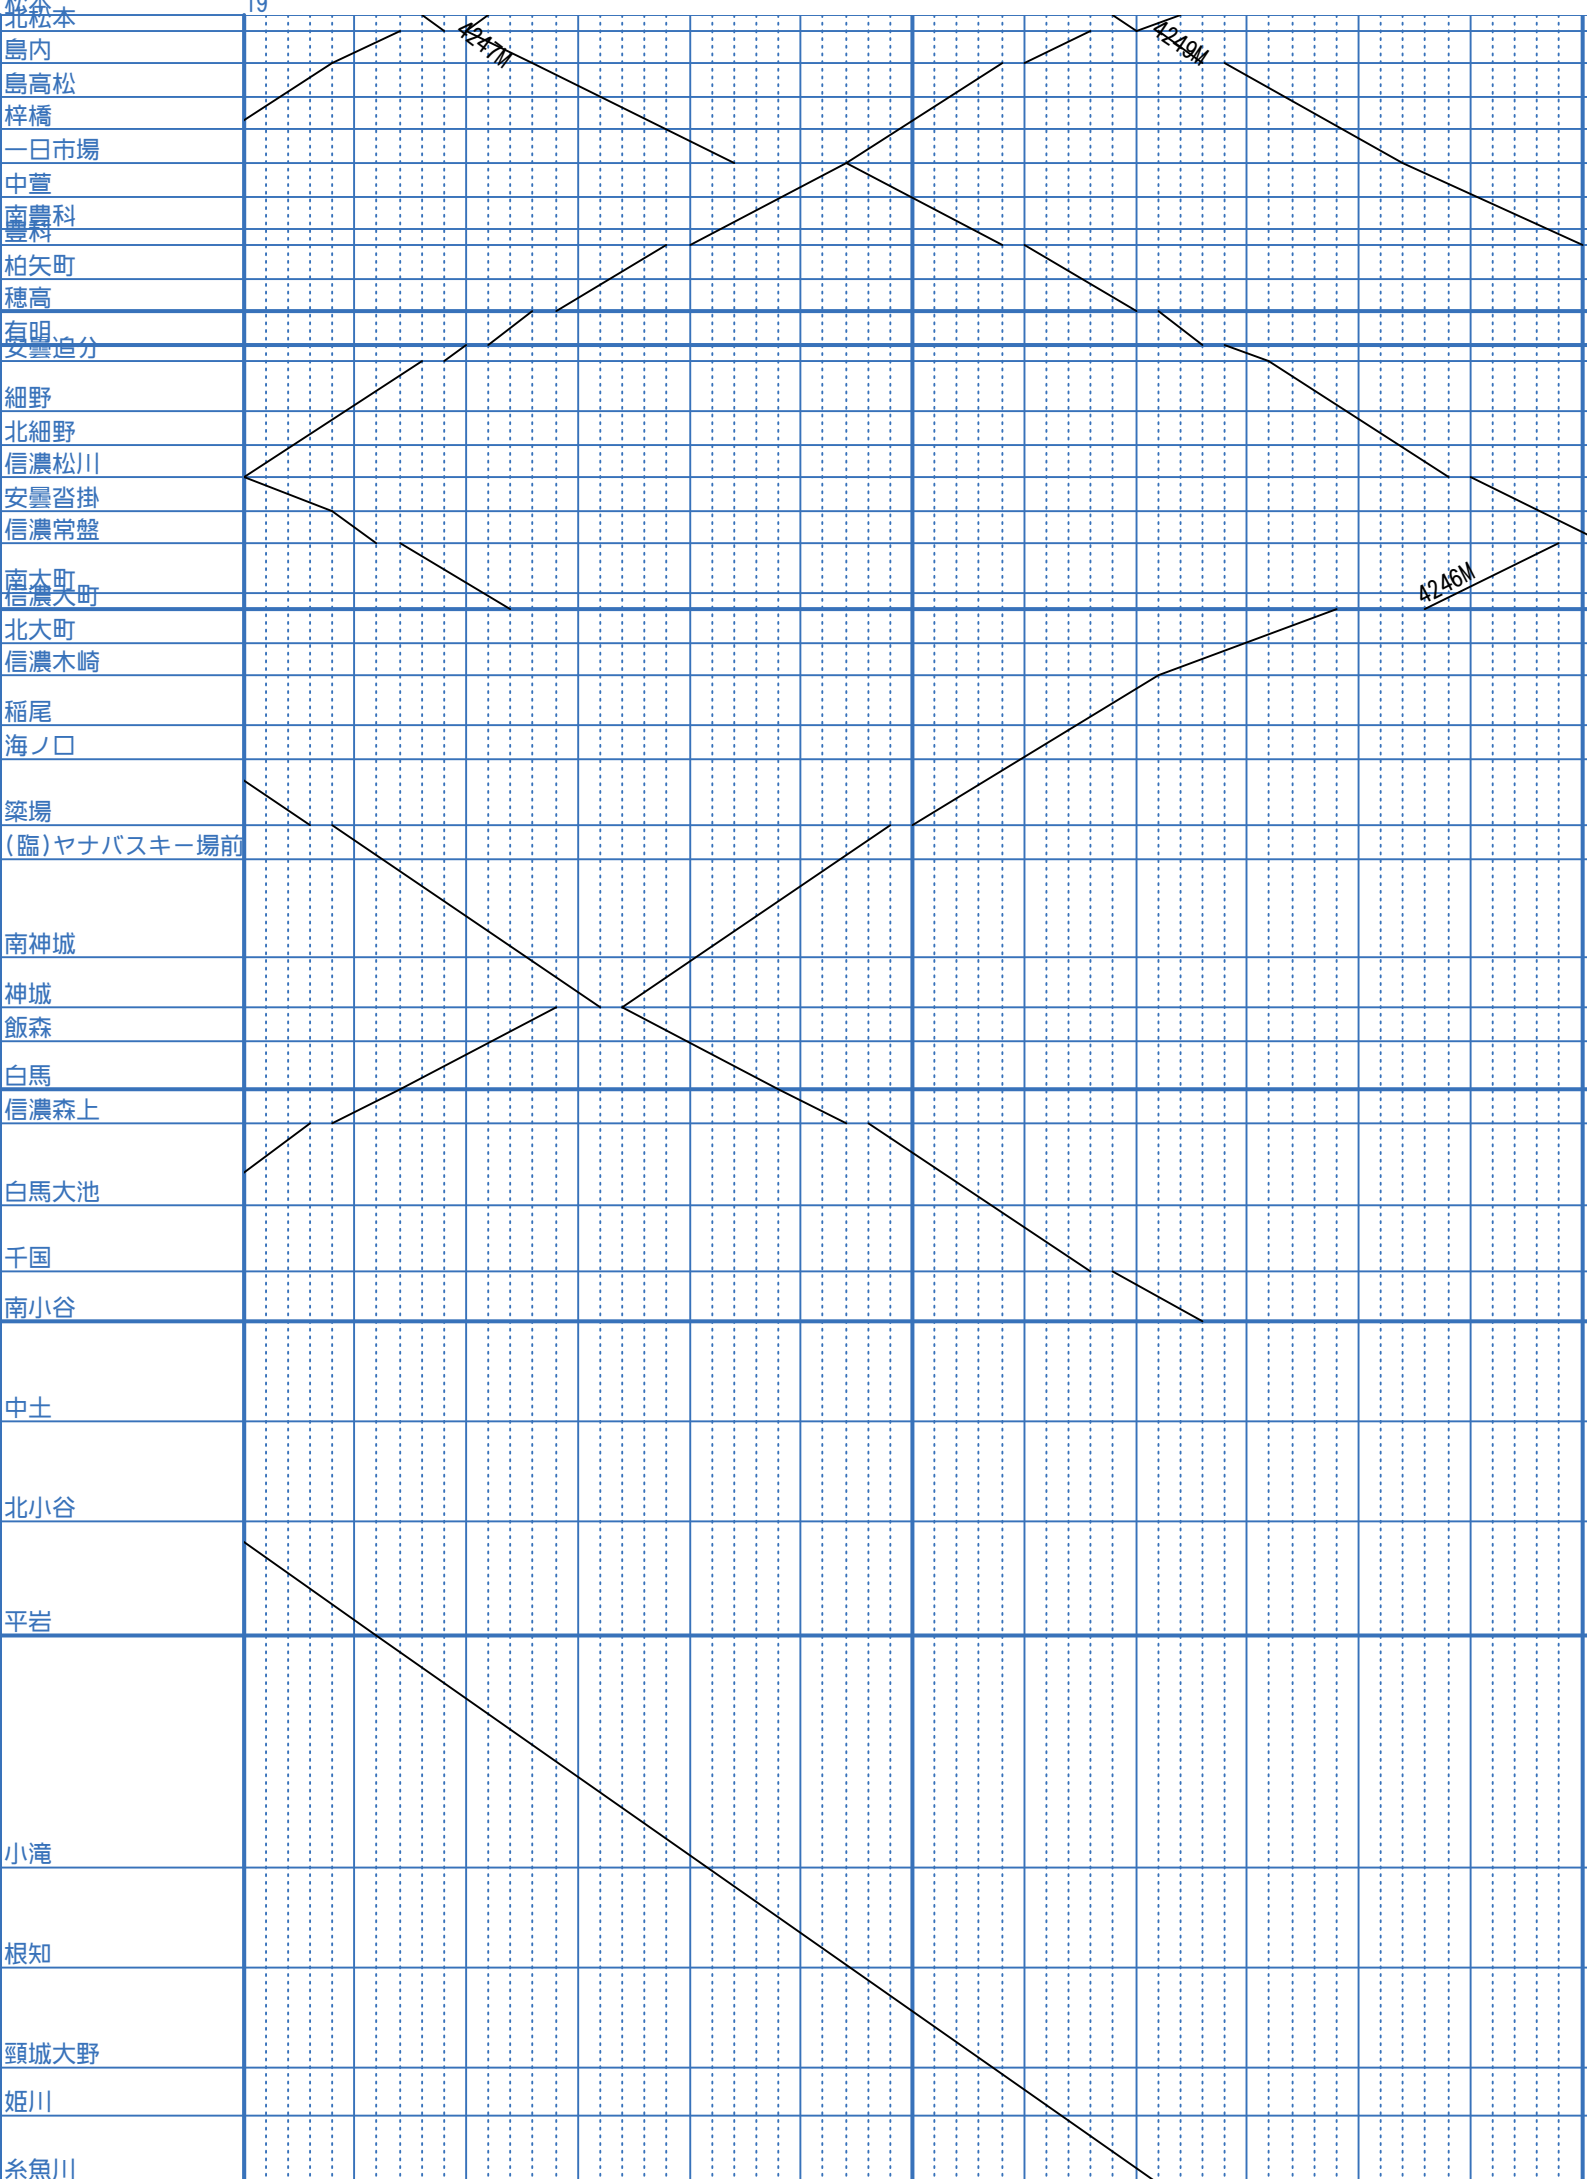 松本
19
北松本
島内
島高松
梓橋
一日市場
中萱
南豊科
豊科
柏矢町
穂高
有明
安曇追分
細野
北細野
信濃松川
安曇沓掛
信濃常盤
南大町
信濃大町
北大町
信濃木崎
稲尾
海ノ口
簗場
(臨)ヤナバスキー場前
南神城
神城
飯森
白馬
信濃森上
白馬大池
千国
南小谷
中土
北小谷
平岩
小滝
根知
頸城大野
姫川
糸魚川
4247M
4249M
4246M